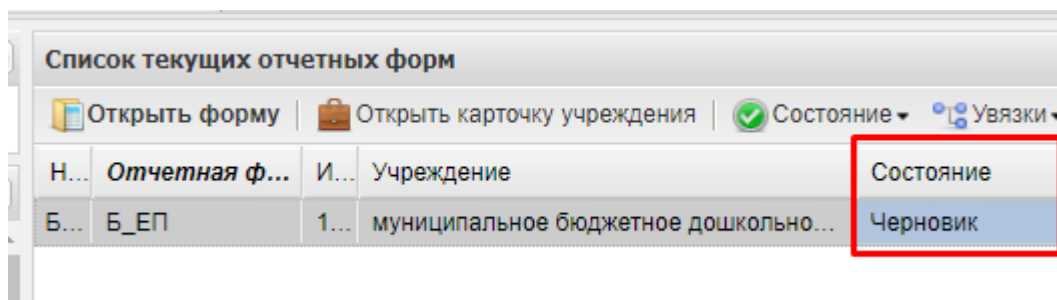 Список текущих отчетных форм
Открыть форму Открыть карточку учреждения Состояние Увязки
Н... Отчетная ф... И... Учреждение Состояние
Б... Б_ЕП 1... муниципальное бюджетное дошкольно... Черновик